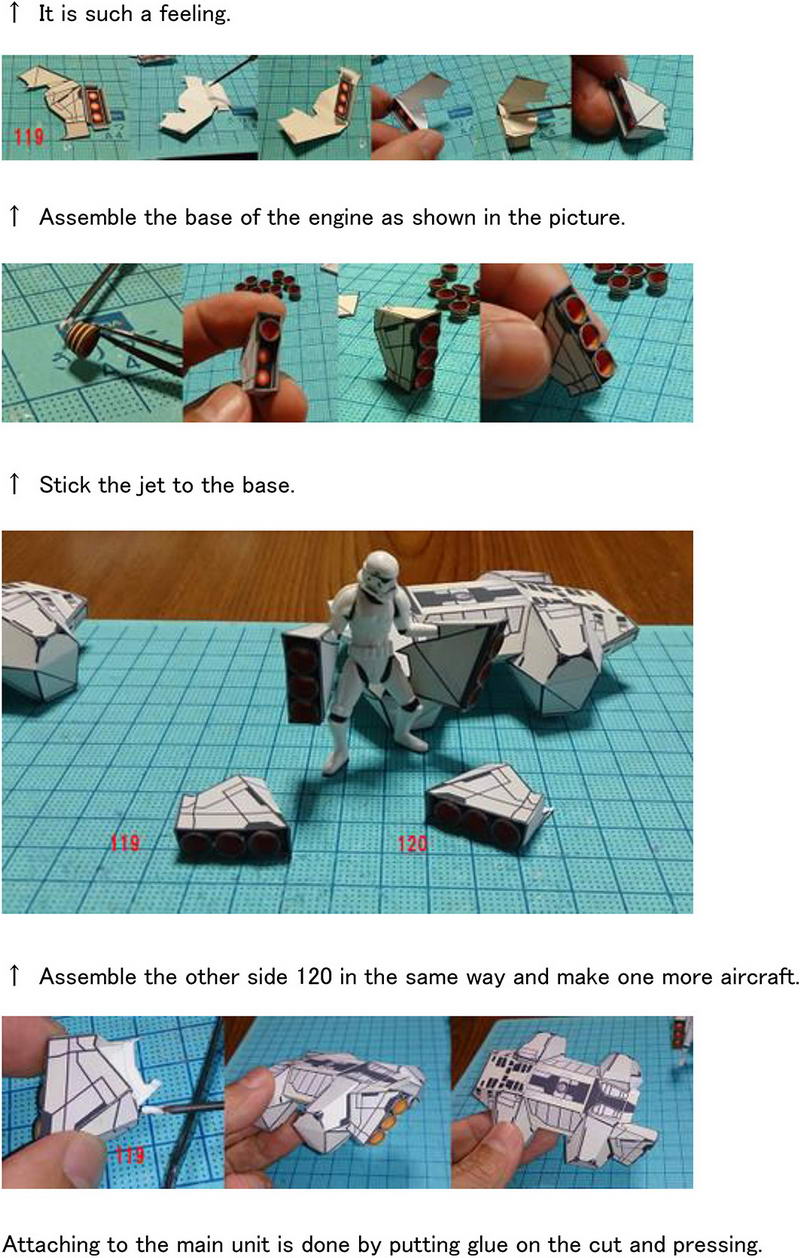 ↑ It is such a feeling.
119
↑ Assemble the base of the engine as shown in the picture.
↑ Stick the jet to the base.
119
120
↑ Assemble the other side 120 in the same way and make one more aircraft.
119
Attaching to the main unit is done by putting glue on the cut and pressing.